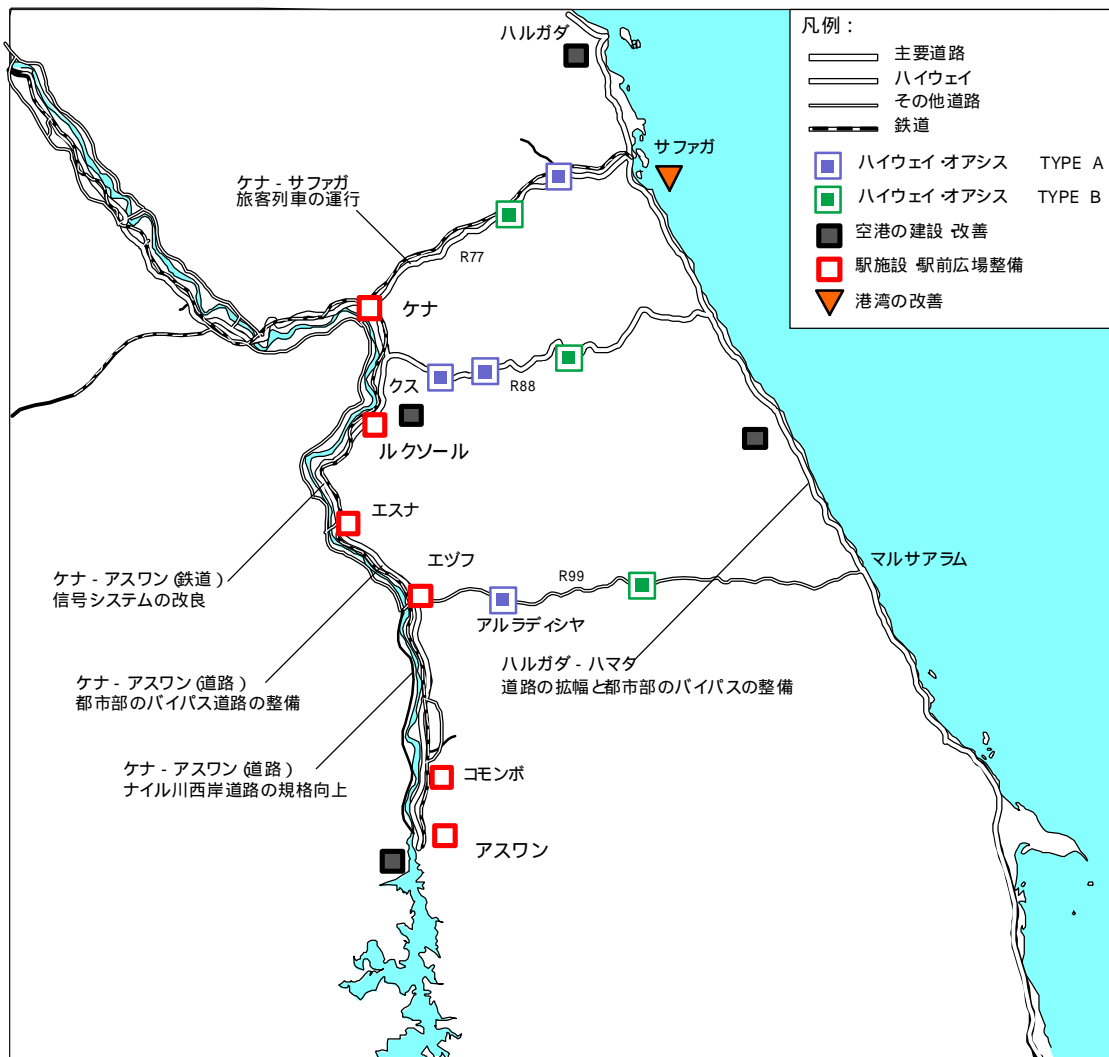 ハルガダ
凡例：
主要道路
ハイウェイ
その他道路
鉄道
ハイウェイ・オアシス TYPE A
ハイウェイ・オアシス TYPE B
空港の建設・改善
駅施設・駅前広場整備
港湾の改善
サファガ
ケナ - サファガ
旅客列車の運行
R77
ケナ
クス
R88
ルクソール
エスナ
エヅフ
R99
マルサアラム
アルラディシヤ
ケナ - アスワン（鉄道）
信号システムの改良
ハルガダ - ハマタ
道路の拡幅と都市部のバイパスの整備
ケナ - アスワン（道路）
都市部のバイパス道路の整備
ケナ - アスワン（道路）
ナイル川西岸道路の規格向上
コモンボ
アスワン